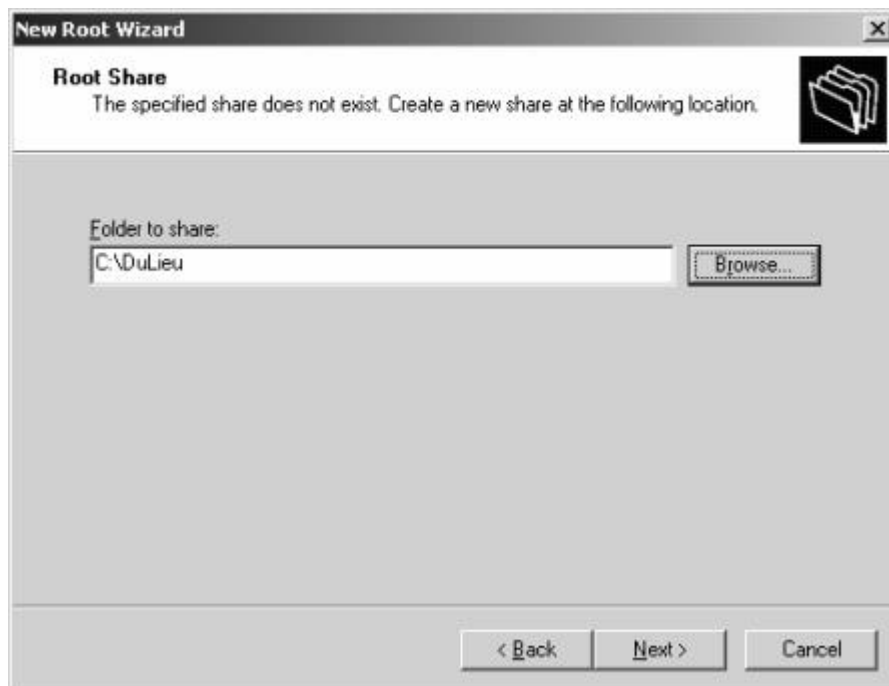 New Root Wizard
Root Share
The specified share does not exist. Create a new share at the following location.
Folder to share:
C:\DuLieu
Browse...
< Back
Next >
Cancel